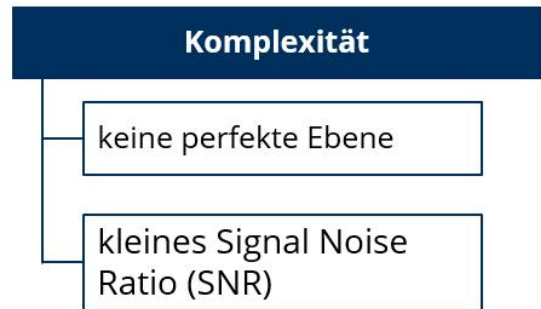 Komplexität
keine perfekte Ebene
kleines Signal Noise
Ratio (SNR)